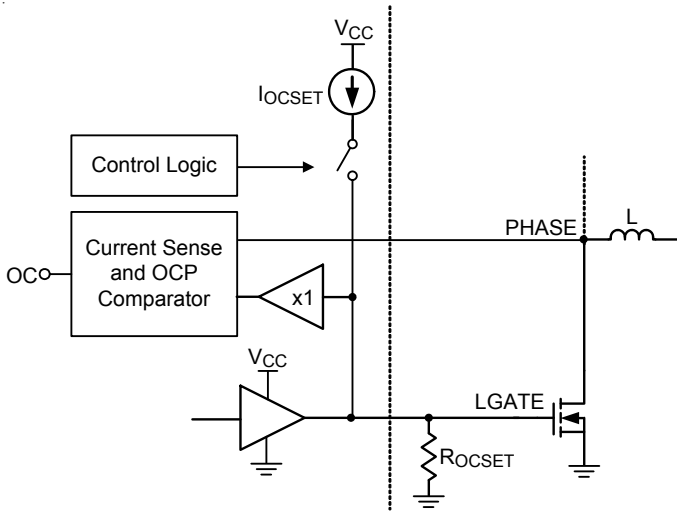 VCC
IOCSET
Control Logic
PHASE
L
Current Sense
and OCP
Comparator
OC
x1
VCC
LGATE
ROCSET